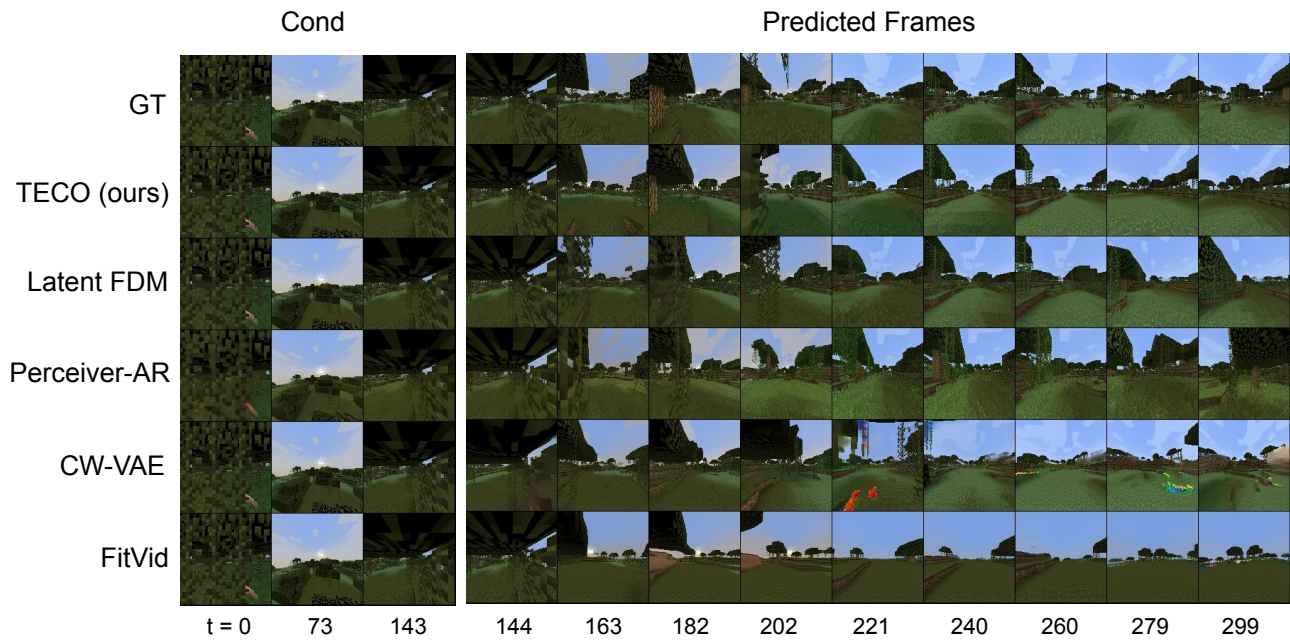 Cond Predicted Frames
GT
TECO (ours)
Latent FDM
Perceiver-AR
CW-VAE
FitVid
t = 0 73 143 144 163 182 202 221 240 260 279 299